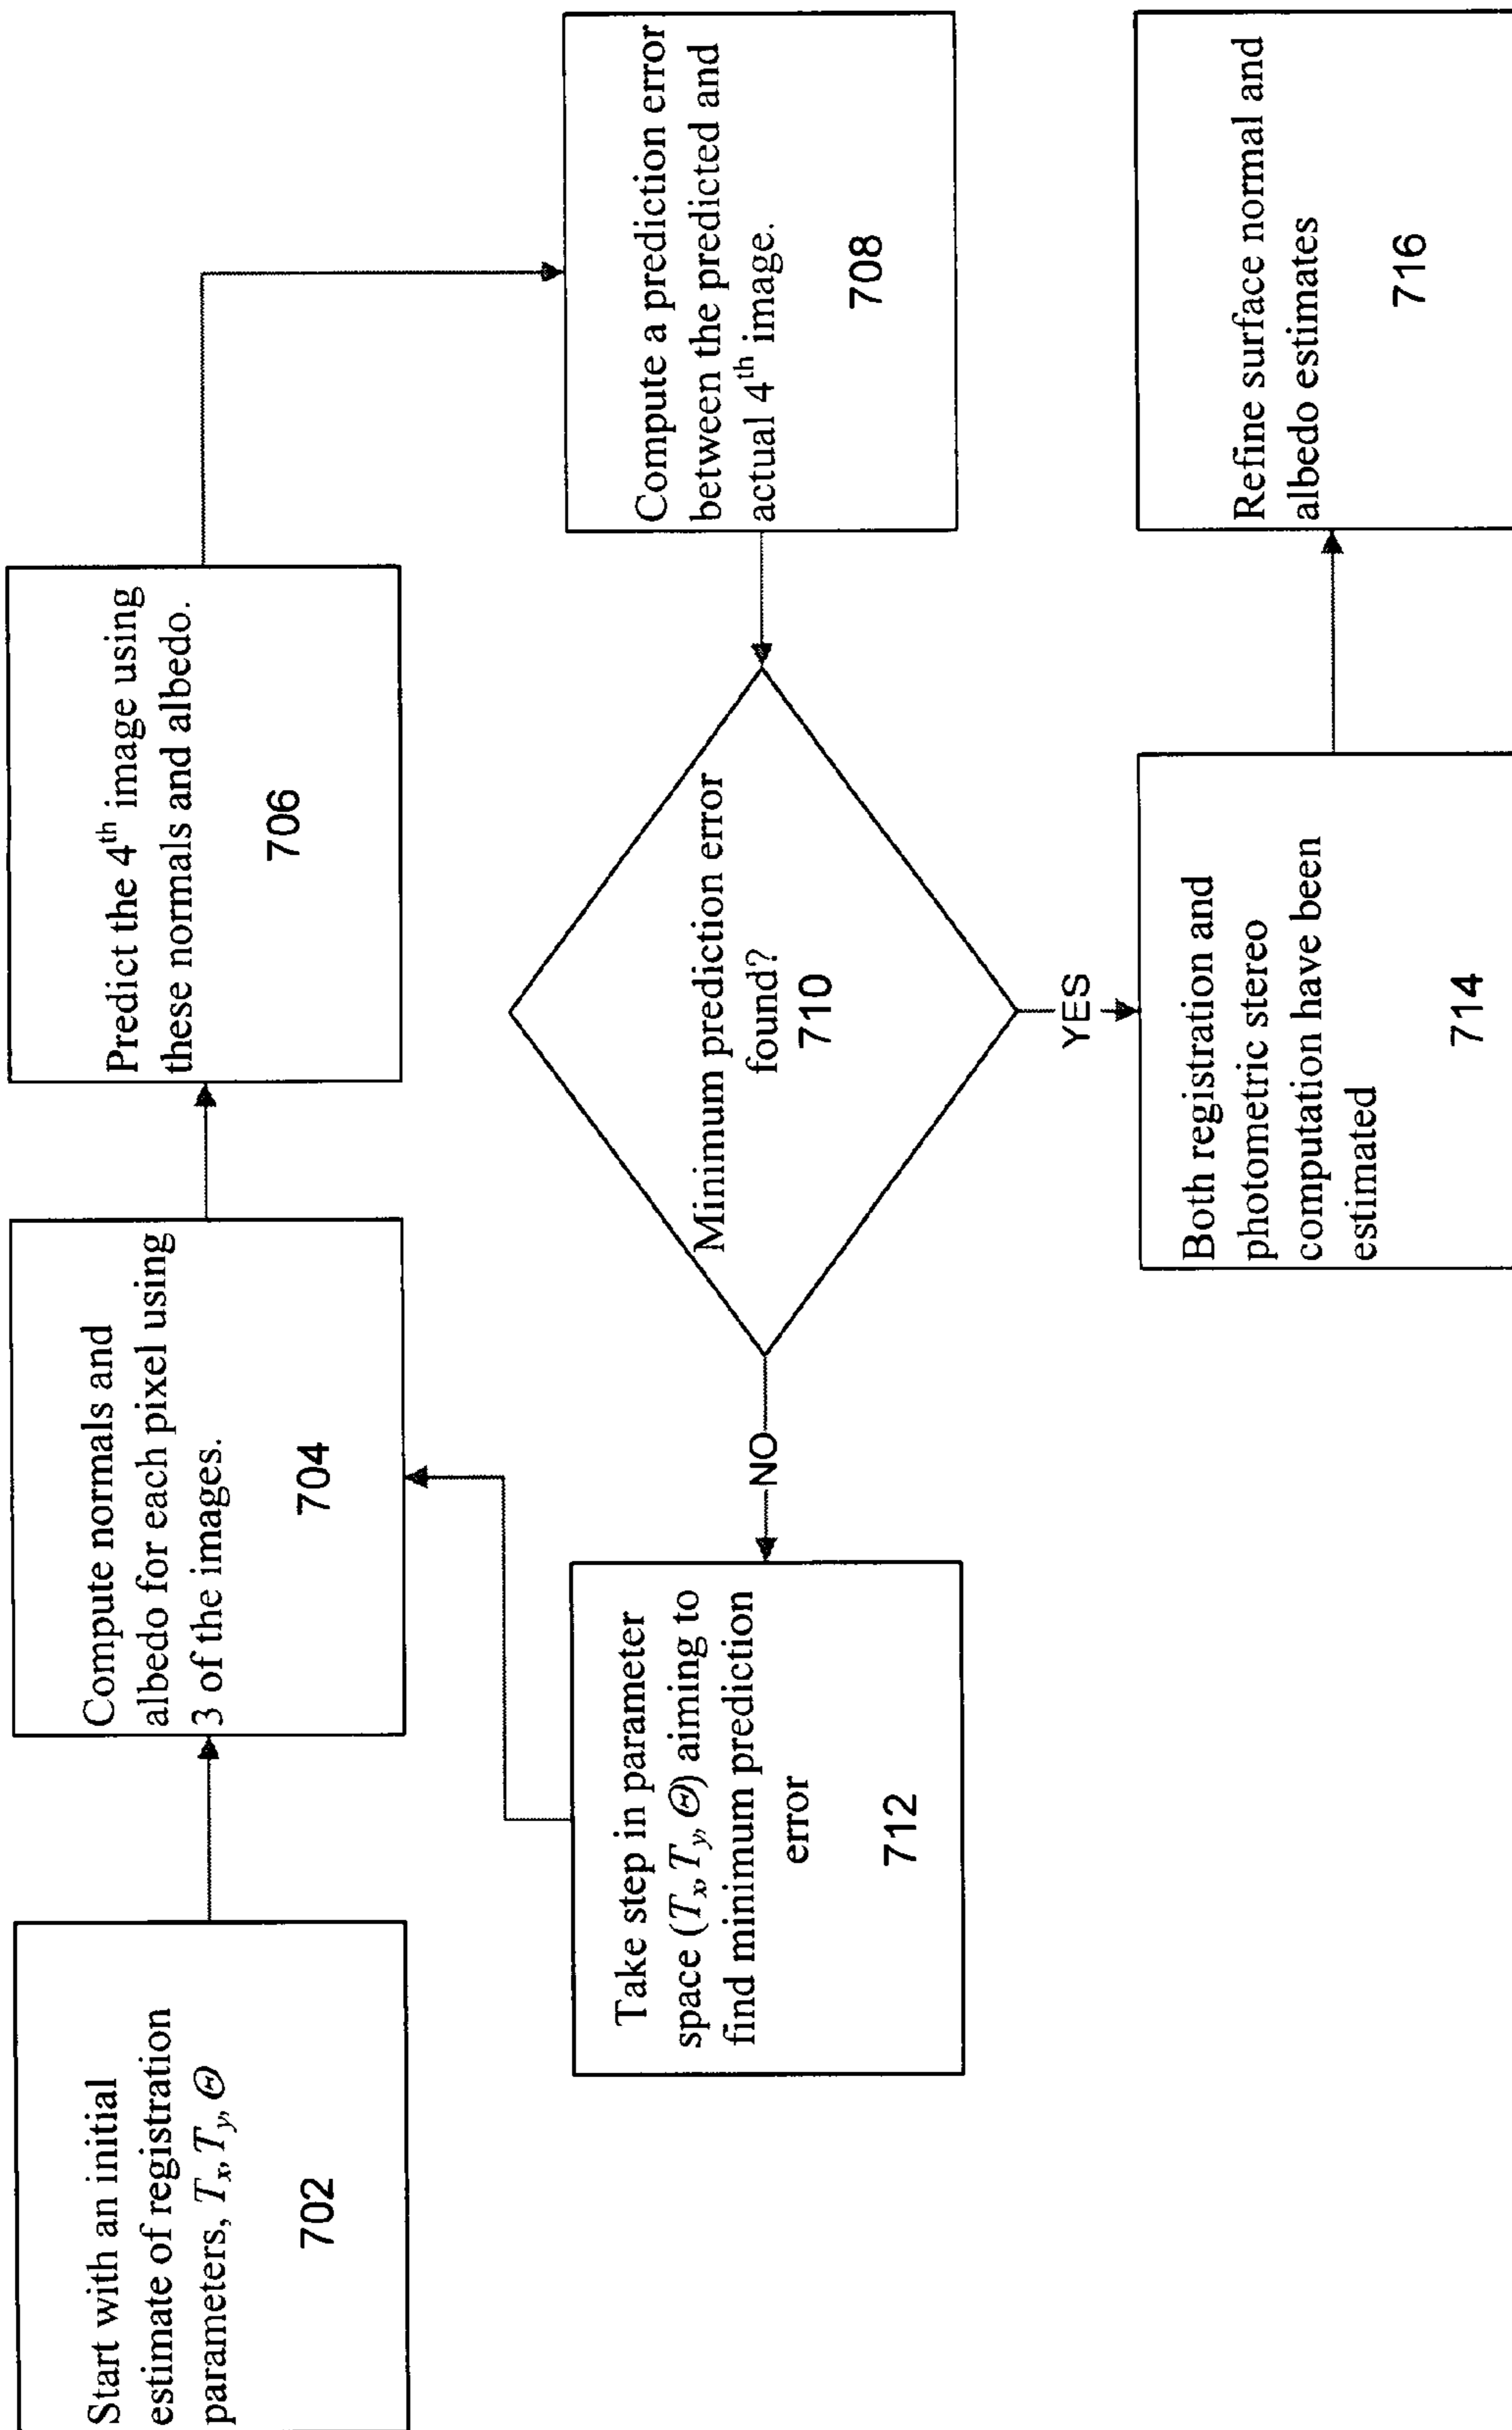 Start with an initial
estimate of registration
parameters, Tx, Ty, Θ
702
Compute normals and
albedo for each pixel using
3 of the images.
704
Predict the 4th image using
these normals and albedo.
706
Compute a prediction error
between the predicted and
actual 4th image.
708
Minimum prediction error
found?
710
NO
Take step in parameter
space (Tx, Ty, Θ) aiming to
find minimum prediction
error
712
YES
Both registration and
photometric stereo
computation have been
estimated
714
Refine surface normal and
albedo estimates
716